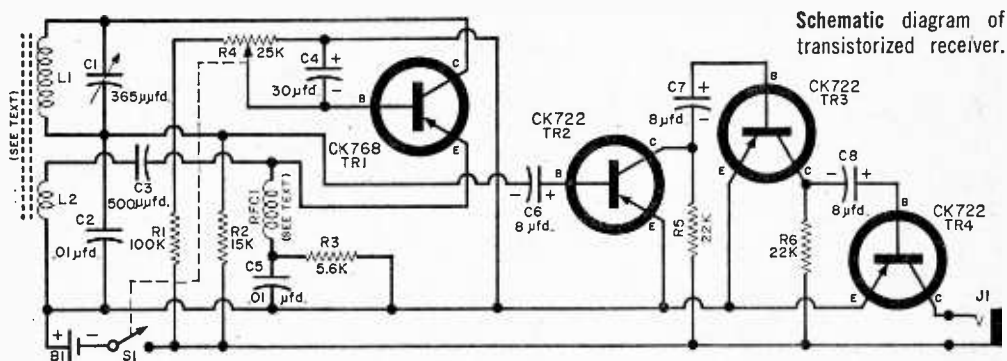 Schematic diagram of
transistorized receiver.
(SEE TEXT)
L1
C1
365µµfd.
R4
25K
C4
+
-
30µfd
B
C
E
CK768
TR1
L2
C3
500µµfd.
C2
.01µfd
R1
100K
R2
15K
RFC1
(SEE TEXT)
R3
5.6K
C5
.01 µfd.
- +
C6
8µfd
CK722
TR2
B
C
E
R5
22K
C7
+
-
8µfd
B
CK722
TR3
C
E
R6
22K
C8
- +
8µfd
CK722
TR4
B
E
C
J1
+ -
B1
S1